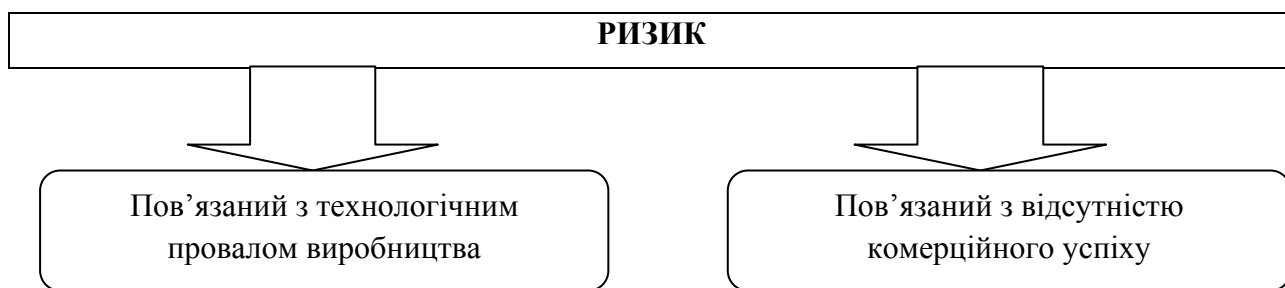 РИЗИК
Пов’язаний з технологічним
провалом виробництва
Пов’язаний з відсутністю
комерційного успіху